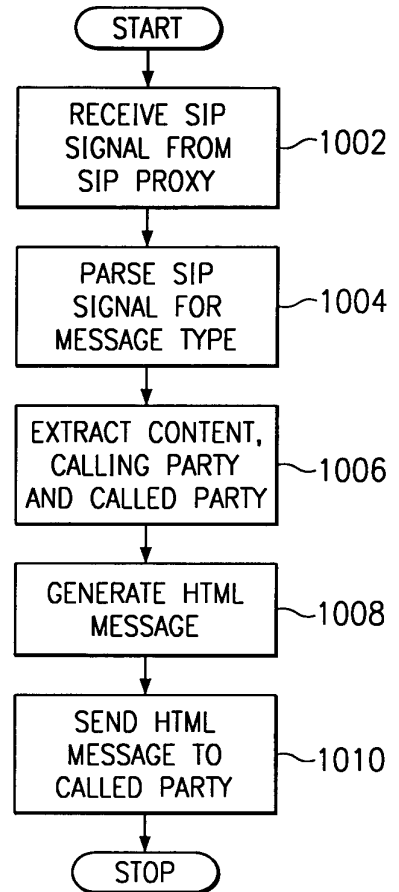 START
RECEIVE SIP
SIGNAL FROM
SIP PROXY
1002
PARSE SIP
SIGNAL FOR
MESSAGE TYPE
1004
EXTRACT CONTENT,
CALLING PARTY
AND CALLED PARTY
1006
GENERATE HTML
MESSAGE
1008
SEND HTML
MESSAGE TO
CALLED PARTY
1010
STOP